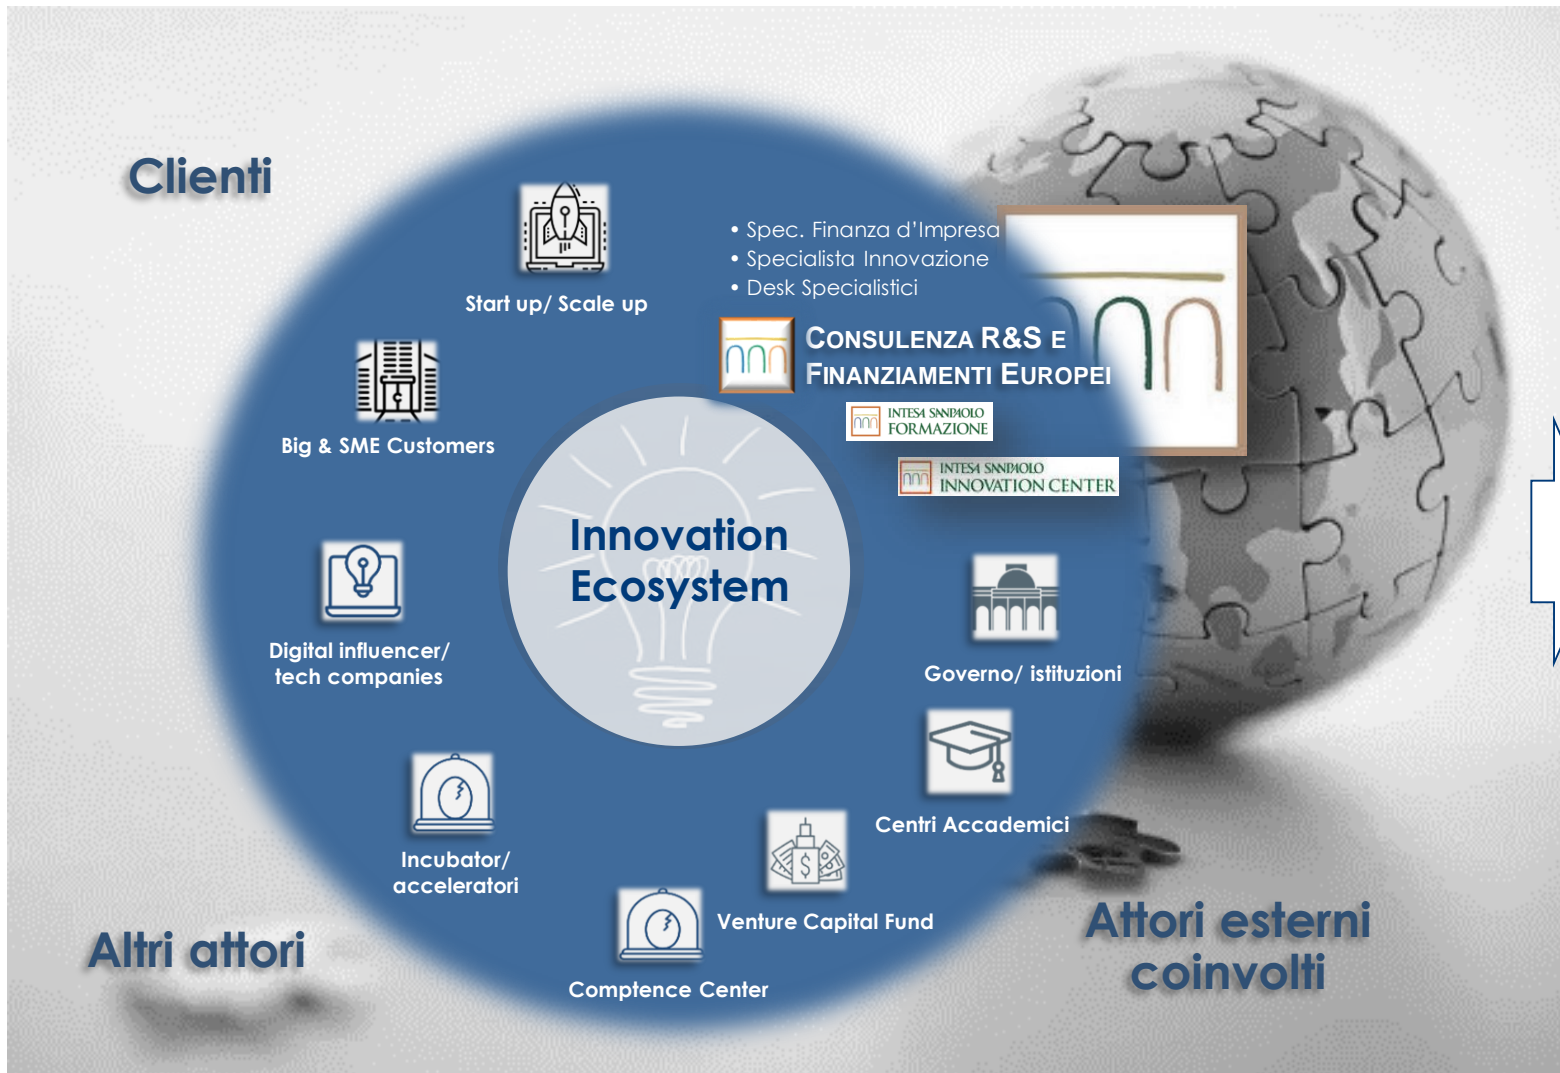 Clienti
Start up/ Scale up
• Spec. Finanza d’Impresa
• Specialista Innovazione
• Desk Specialistici
CONSULENZA R&S E
FINANZIAMENTI EUROPEI
INTESA SANPAOLO
FORMAZIONE
INTESA SANPAOLO
INNOVATION CENTER
Big & SME Customers
Innovation
Ecosystem
Digital influencer/
tech companies
Governo/ istituzioni
Incubator/
acceleratori
Centri Accademici
Venture Capital Fund
Comptence Center
Altri attori
Attori esterni
coinvolti